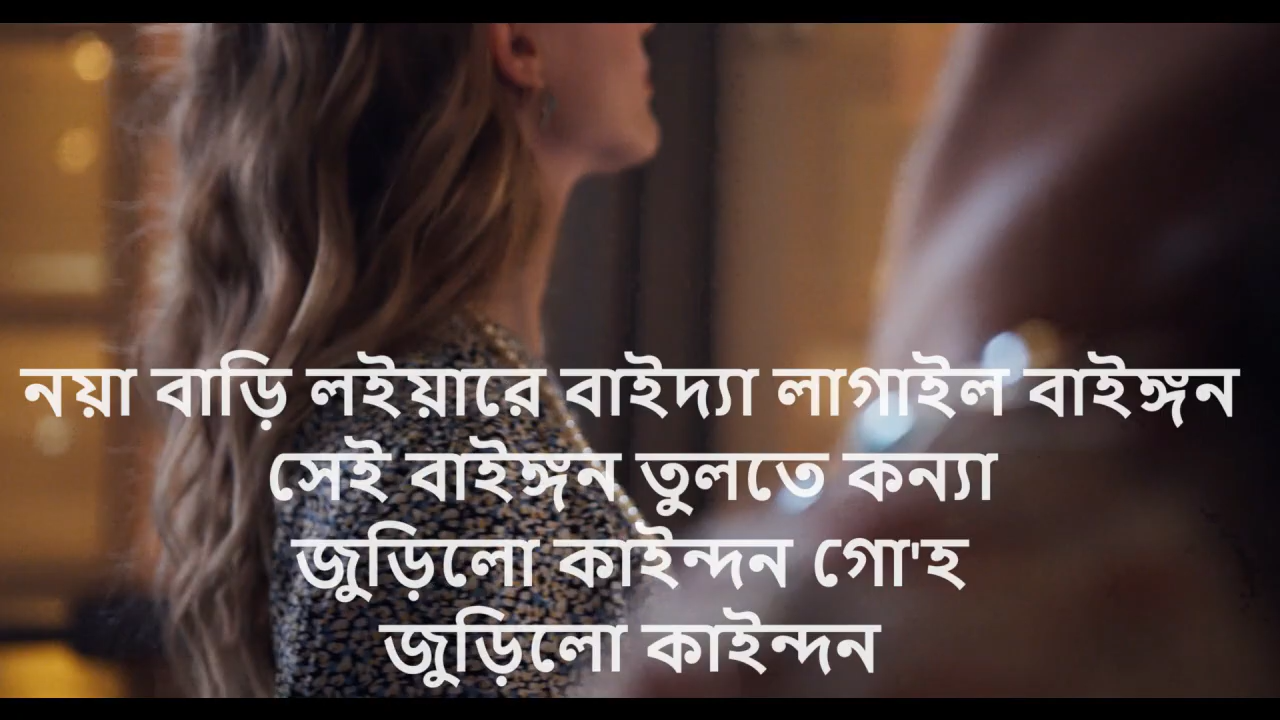 নয়া বাড়ি লইয়ারে বাইদ্যা লাগাইল বাইঙ্গন
সেই বাইঙ্গন তুলতে কন্যা
জুড়িলো কাইন্দন গো'হ
জুড়িলো কাইন্দন